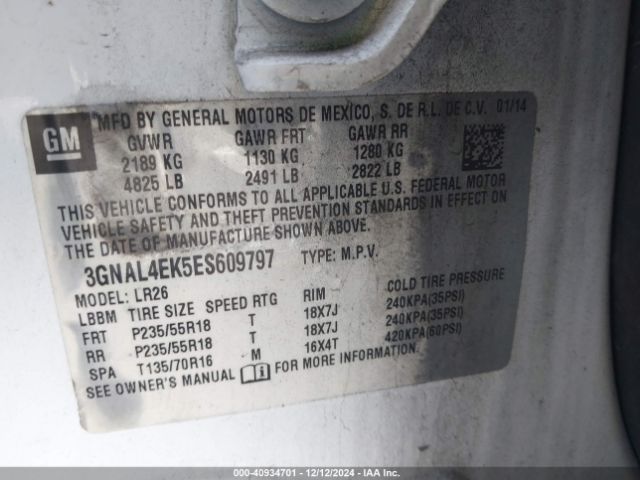 MFD BY GENERAL MOTORS DE MEXICO, S. DE R.L. DE C.V. 01/14
GM
GVWR GAWR FRT GAWR RR
2189 KG 1130 KG 1280 KG
4825 LB 2491 LB 2822 LB
THIS VEHICLE CONFORMS TO ALL APPLICABLE U.S. FEDERAL MOTOR
VEHICLE SAFETY AND THEFT PREVENTION STANDARDS IN EFFECT ON
THE DATE OF MANUFACTURE SHOWN ABOVE.
3GNAL4EK5ES609797 TYPE: M.P.V.
MODEL: LR26
LBBM TIRE SIZE SPEED RTG RIM COLD TIRE PRESSURE
FRT P235/55R18 T 18X7J 240KPA(35PSI)
RR P235/55R18 T 18X7J 240KPA(35PSI)
SPA T135/70R16 M 16X4T 420KPA(60PSI)
SEE OWNER'S MANUAL FOR MORE INFORMATION.
000-40934701 - 12/12/2024 - IAA